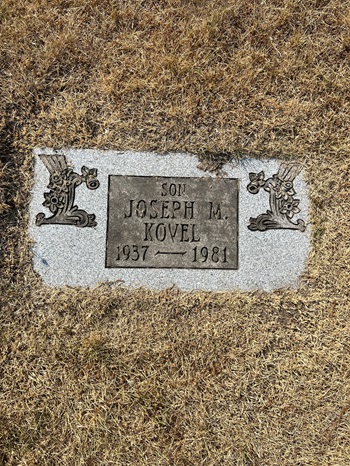 SON
JOSEPH M.
KOVEL
1937 — 1981